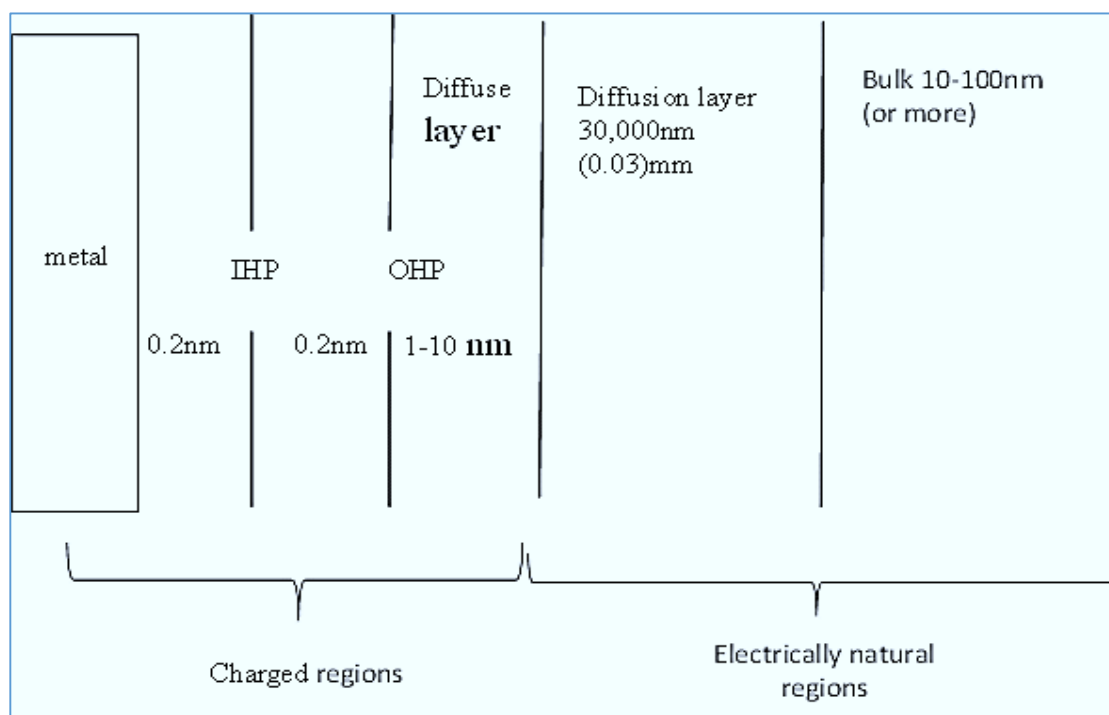 metal
IHP
OHP
0.2nm
0.2nm
1-10 nm
Diffuse
layer
Diffusion layer
30,000nm
(0.03)mm
Bulk 10-100nm
(or more)
Charged regions
Electrically natural
regions